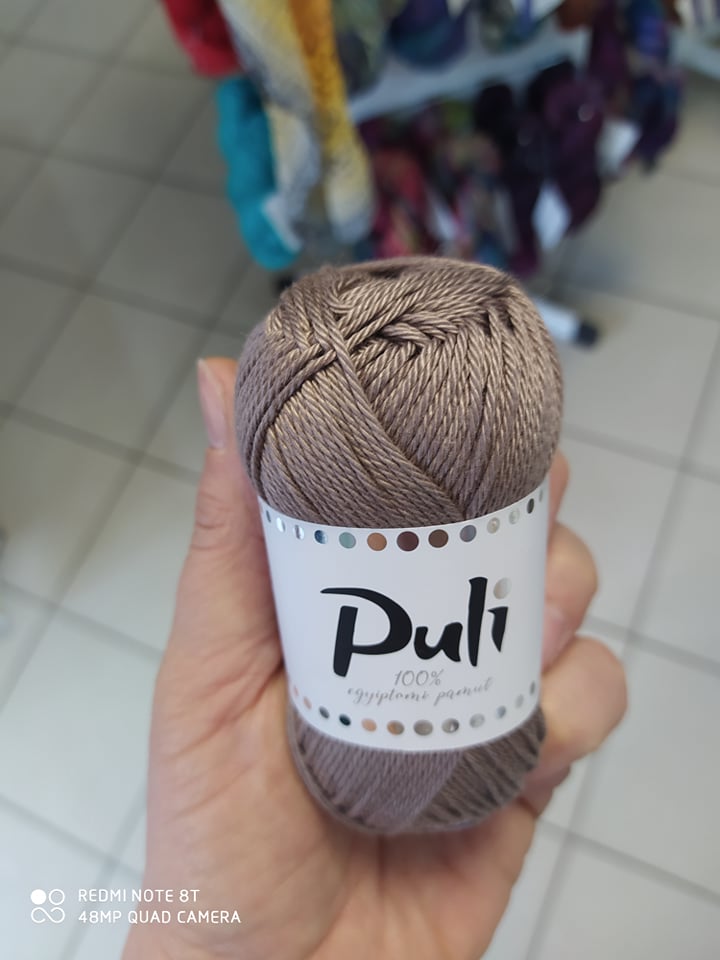 Puli
100%
egyiptomi pamut
REDMI NOTE 8T
48MP QUAD CAMERA